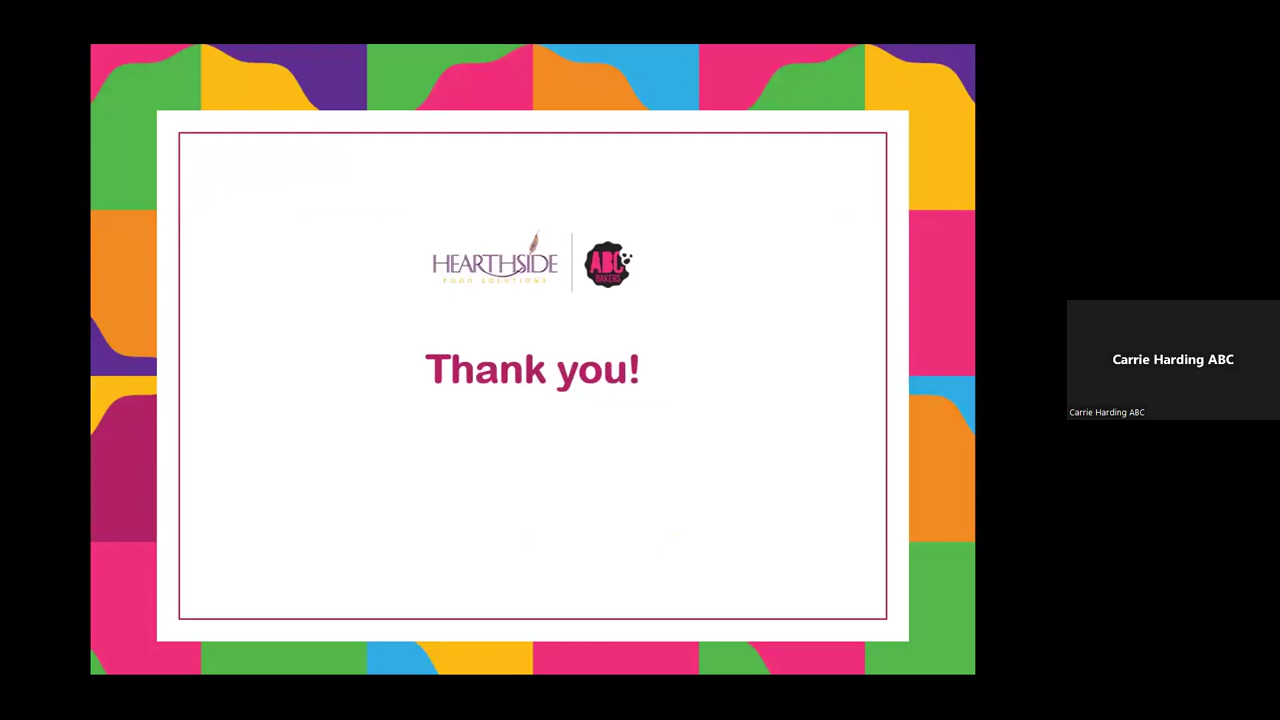 HEARTHSIDE
FOOD SOLUTIONS
ABC
BAKERS
Thank you!
Carrie Harding ABC
Carrie Harding ABC